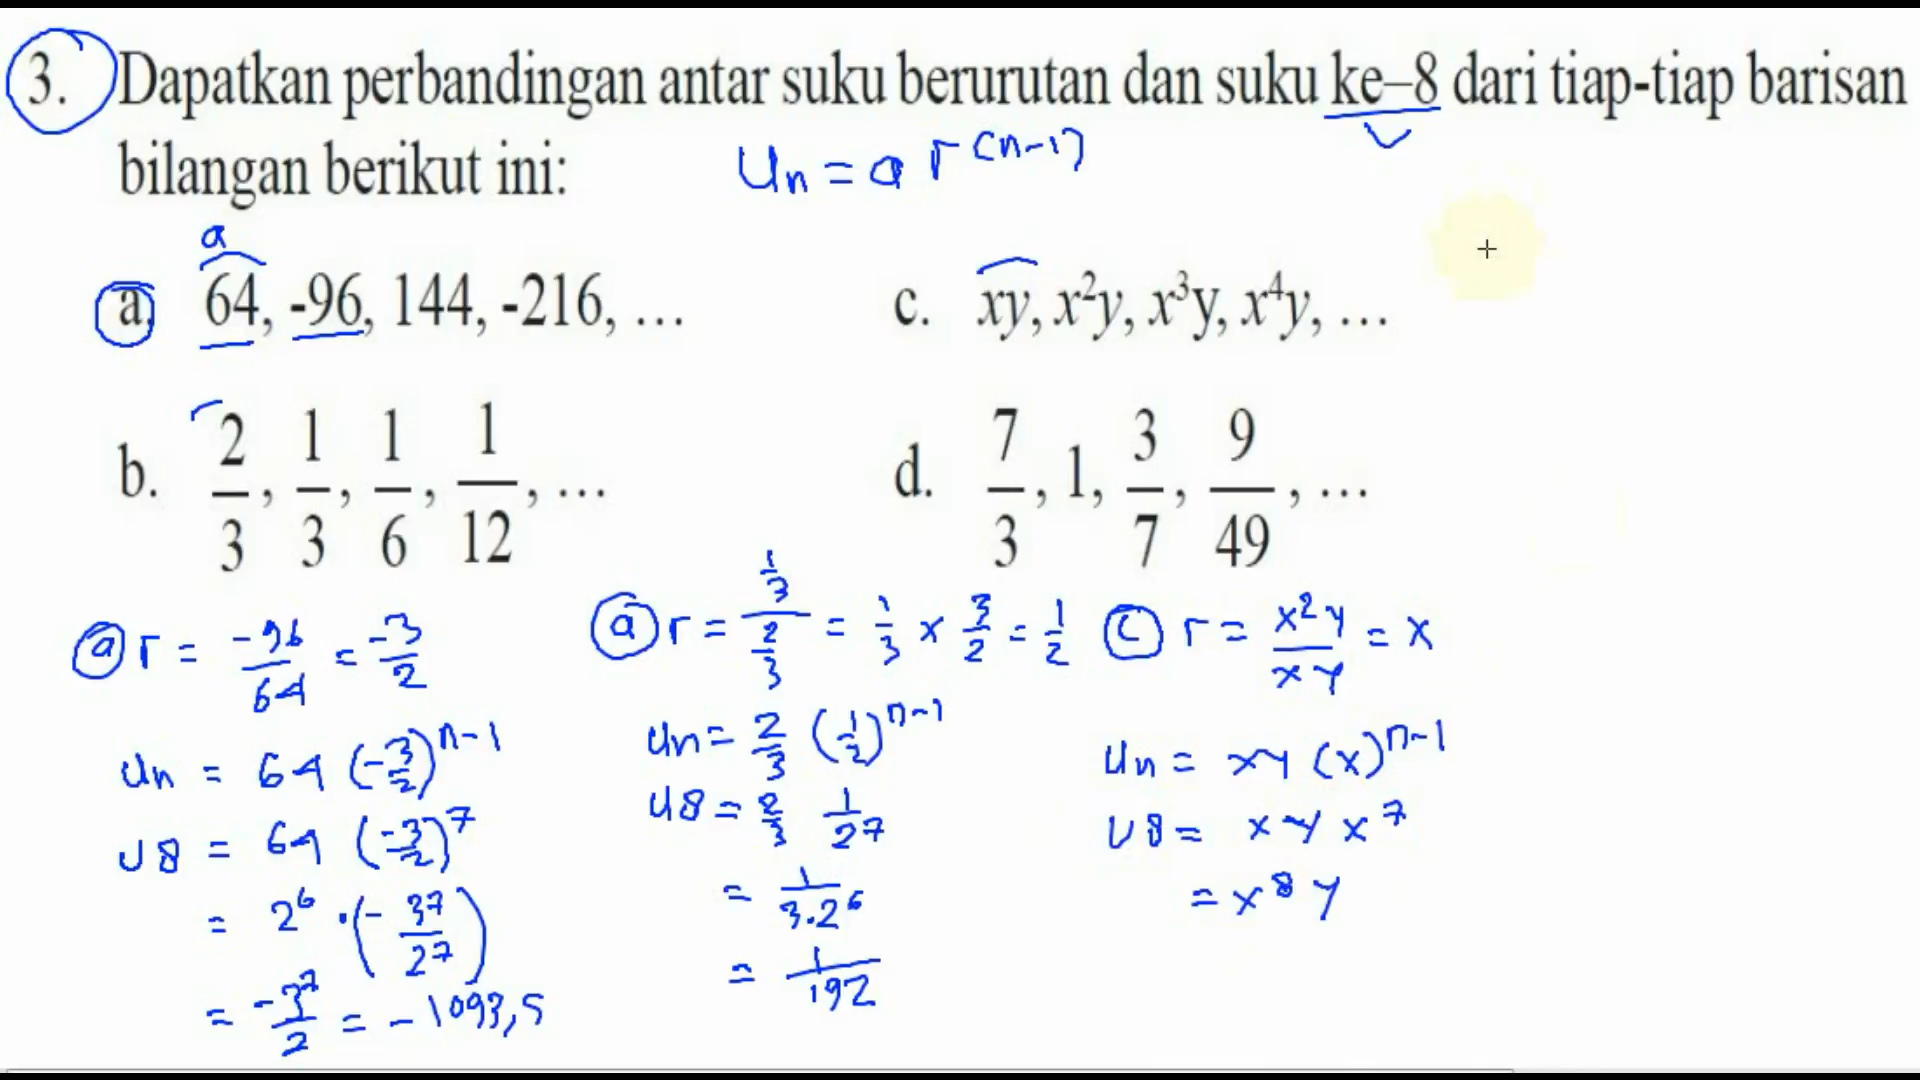 3. Dapatkan perbandingan antar suku berurutan dan suku ke–8 dari tiap-tiap barisan
bilangan berikut ini:
Un = a r^(n-1)
a
a. 64, -96, 144, -216, …
c. xy, x²y, x³y, x⁴y, …
b. 2/3, 1/3, 1/6, 1/12, …
d. 7/3, 1, 3/7, 9/49, …
a r = -96/64 = -3/2
Un = 64 (-3/2)^n-1
U8 = 64 (-3/2)^7
= 2^6 · (- 3^7/2^7)
= -3^7/2 = -1093,5
a r = 1/3 / 2/3 = 1/3 x 3/2 = 1/2
Un = 2/3 (1/2)^n-1
U8 = 2/3 1/2^7
= 1/3.2^6
= 1/192
c r = x²y/xy = x
Un = xy (x)^n-1
U8 = xy x^7
= x^8 y